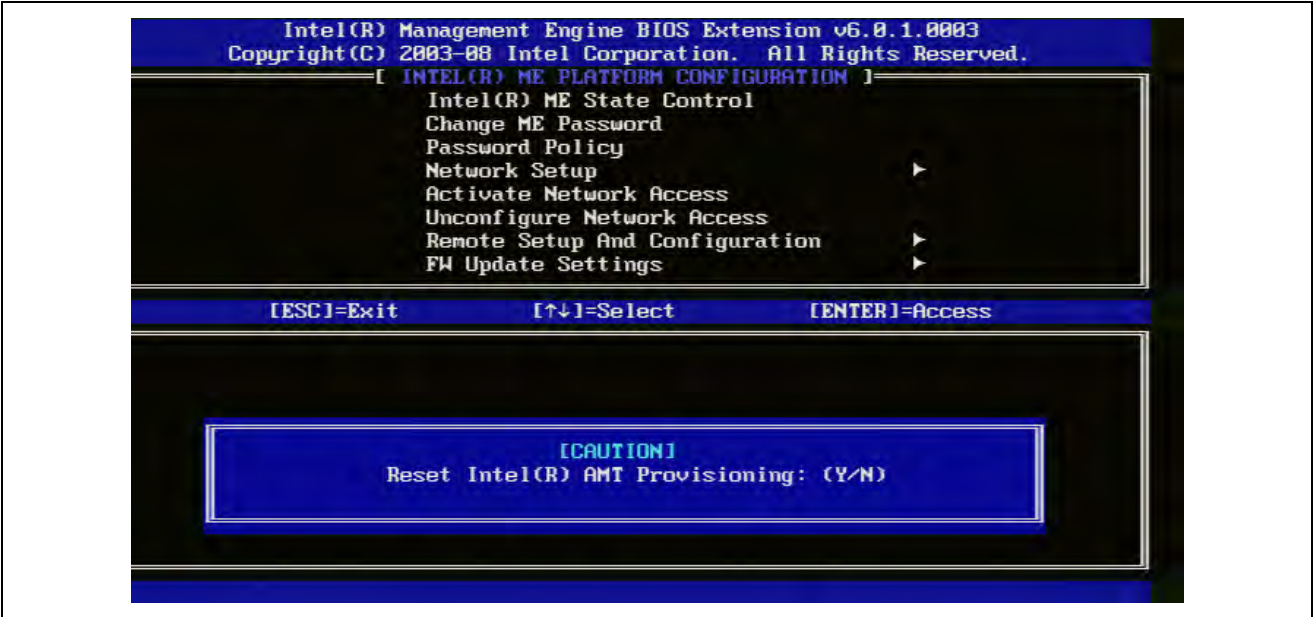 Intel(R) Management Engine BIOS Extension v6.0.1.0003
Copyright(C) 2003-08 Intel Corporation. All Rights Reserved.
[ INTEL(R) ME PLATFORM CONFIGURATION ]
Intel(R) ME State Control
Change ME Password
Password Policy
Network Setup ►
Activate Network Access
Unconfigure Network Access
Remote Setup And Configuration ►
FW Update Settings ►
[ESC]=Exit [↑↓]=Select [ENTER]=Access
[CAUTION]
Reset Intel(R) AMT Provisioning: (Y/N)